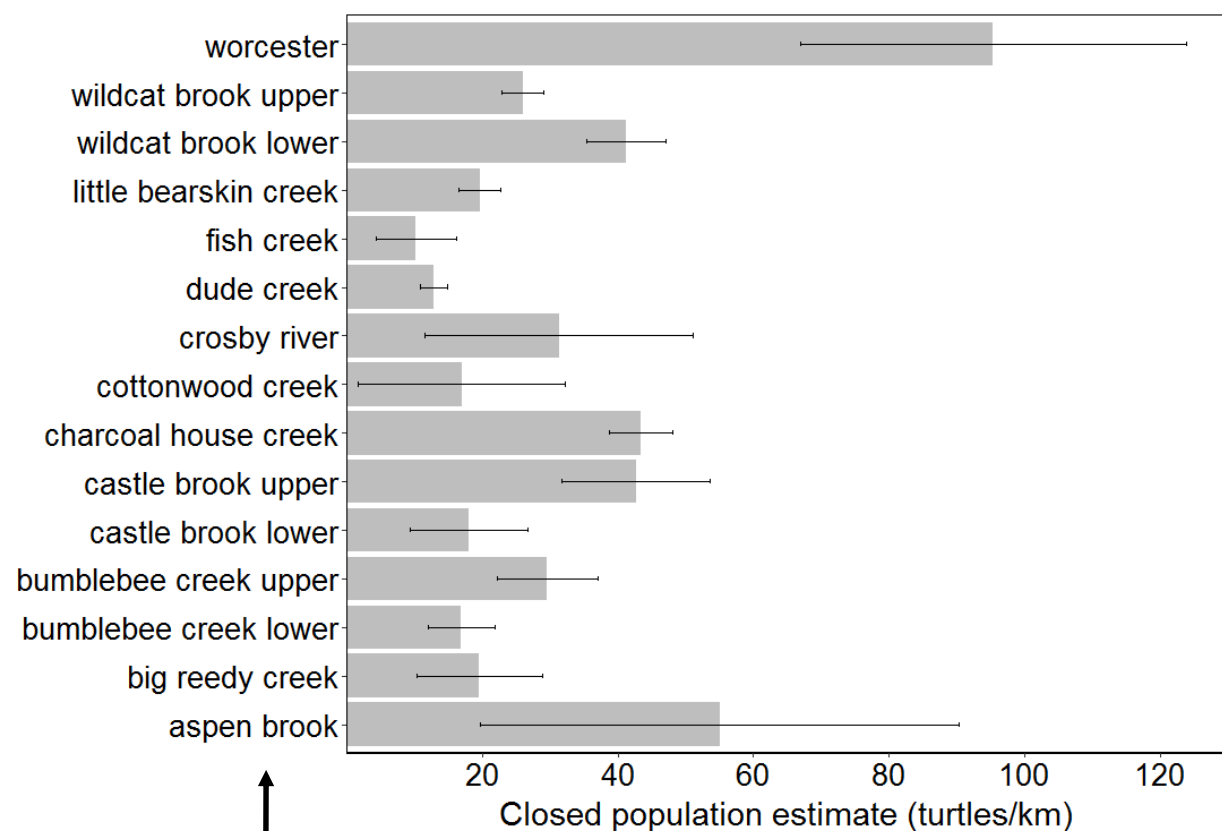 worcester
wildcat brook upper
wildcat brook lower
little bearskin creek
fish creek
dude creek
crosby river
cottonwood creek
charcoal house creek
castle brook upper
castle brook lower
bumblebee creek upper
bumblebee creek lower
big reedy creek
aspen brook
20 40 60 80 100 120
Closed population estimate (turtles/km)